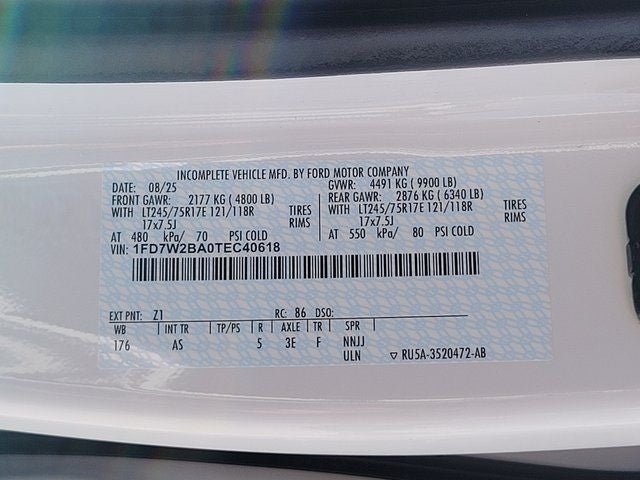 INCOMPLETE VEHICLE MFD. BY FORD MOTOR COMPANY
DATE: 08/25 GVWR: 4491 KG ( 9900 LB)
FRONT GAWR: 2177 KG ( 4800 LB) REAR GAWR: 2876 KG ( 6340 LB)
WITH LT245/75R17E 121/118R TIRES WITH LT245/75R17E 121/118R TIRES
17x7.5J RIMS 17x7.5J RIMS
AT 480 kPa/ 70 PSI COLD AT 550 kPa/ 80 PSI COLD
VIN: 1FD7W2BA0TEC40618
EXT PNT: Z1 RC: 86 DSO:
WB INT TR TP/PS R AXLE TR SPR
176 AS 5 3E F NNJJ
ULN ▽ RU5A-3520472-AB